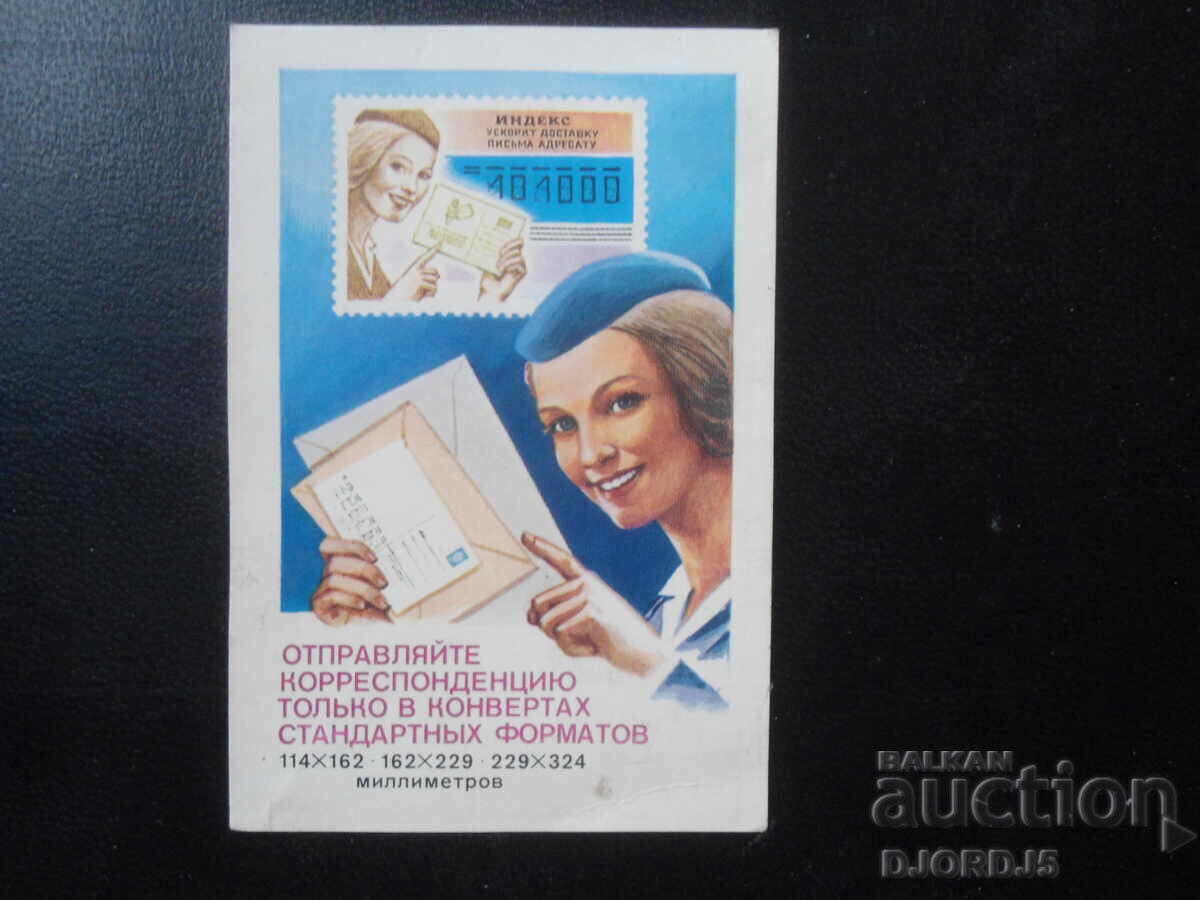 ИНДЕКС
УСКОРИТ ДОСТАВКУ
ПИСЬМА АДРЕСАТУ
101000
ОТПРАВЛЯЙТЕ
КОРРЕСПОНДЕНЦИЮ
ТОЛЬКО В КОНВЕРТАХ
СТАНДАРТНЫХ ФОРМАТОВ
114×162 · 162×229 · 229×324
миллиметров
BALKAN
auction
DJORDJ5